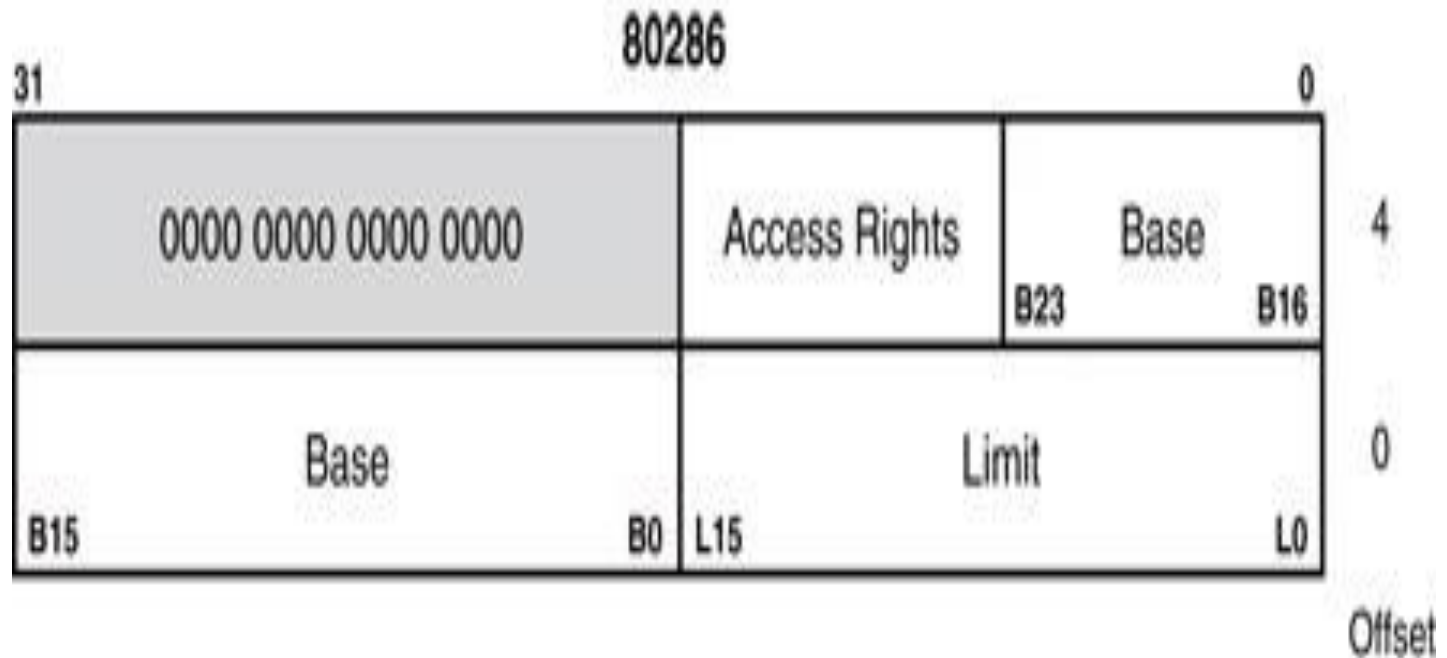 80286
31 0
0000 0000 0000 0000 Access Rights Base 4
B23 B16
Base Limit 0
B15 B0 L15 L0
Offset